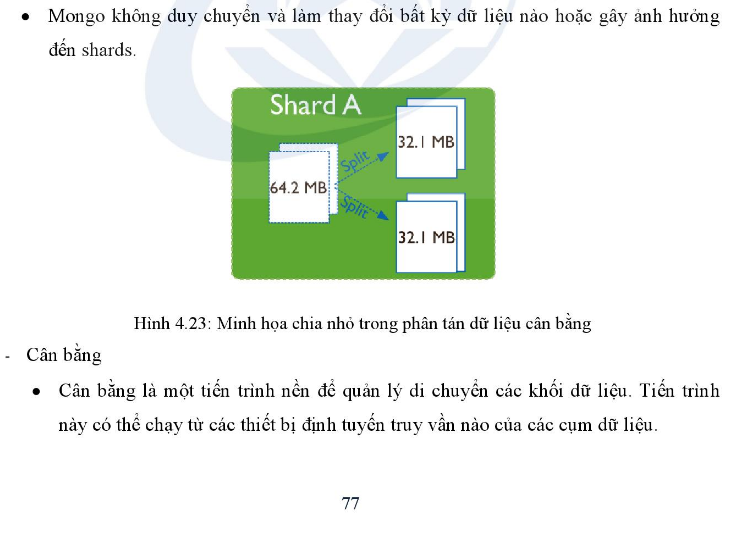 • Mongo không duy chuyển và làm thay đổi bất kỳ dữ liệu nào hoặc gây ảnh hưởng
đến shards.
Shard A
32.1 MB
Split
64.2 MB
Split
32.1 MB
Hình 4.23: Minh họa chia nhỏ trong phân tán dữ liệu cân bằng
- Cân bằng
• Cân bằng là một tiến trình nền để quản lý di chuyển các khối dữ liệu. Tiến trình
này có thể chạy từ các thiết bị định tuyến truy vấn nào của các cụm dữ liệu.
77